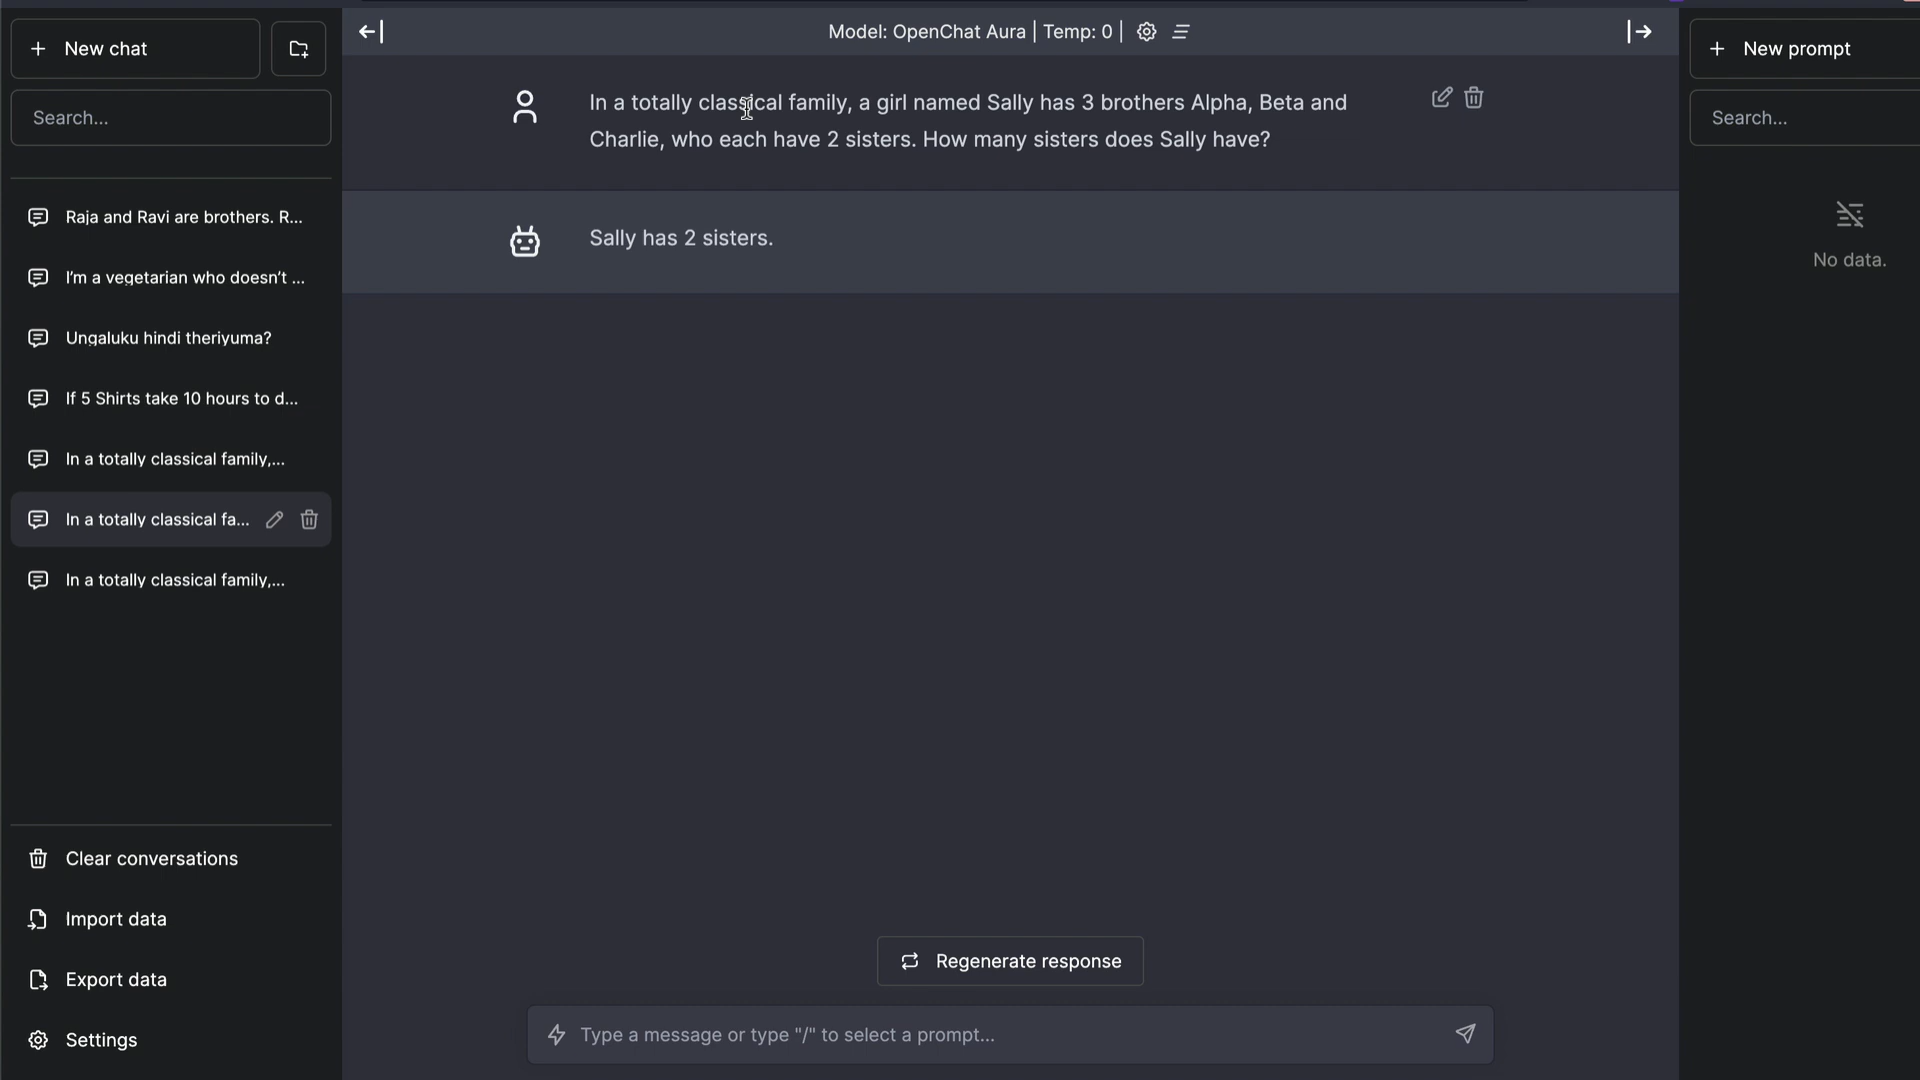 New chat
Search...
Raja and Ravi are brothers. R...
I'm a vegetarian who doesn't ...
Ungaluku hindi theriyuma?
If 5 Shirts take 10 hours to d...
In a totally classical family,...
In a totally classical fa...
In a totally classical family,...
Clear conversations
Import data
Export data
Settings
Model: OpenChat Aura | Temp: 0 |
In a totally classical family, a girl named Sally has 3 brothers Alpha, Beta and
Charlie, who each have 2 sisters. How many sisters does Sally have?
Sally has 2 sisters.
Regenerate response
Type a message or type "/" to select a prompt...
New prompt
Search...
No data.